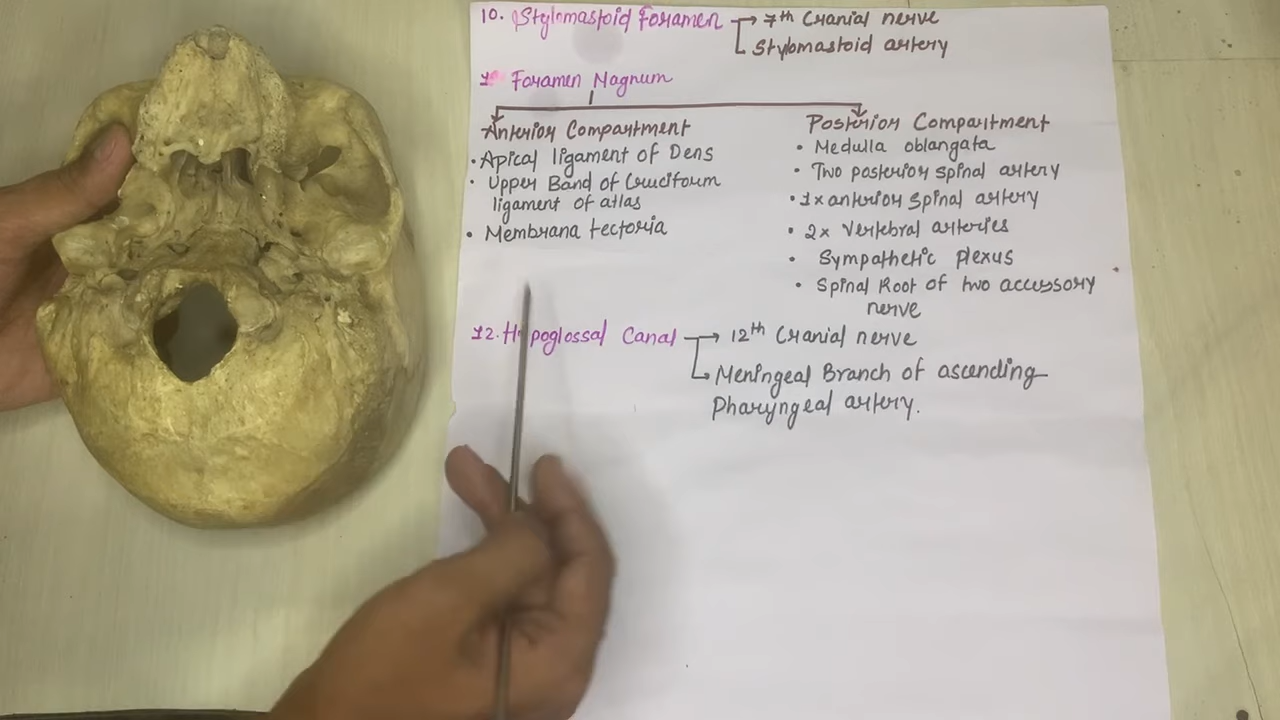 10. Stylomastoid Foramen → 7th Cranial nerve
Stylomastoid artery
Foramen Magnum
Anterior Compartment
• Apical ligament of Dens
• Upper Band of Cruciform
ligament of atlas
• Membrana tectoria
Posterior Compartment
• Medulla oblangata
• Two posterior spinal artery
• 1x anterior spinal artery
• 2x Vertebral arteries
• Sympathetic plexus
• Spinal Root of two accessory
nerve
12. Hypoglossal Canal → 12th Cranial nerve
Meningeal Branch of ascending
Pharyngeal artery.